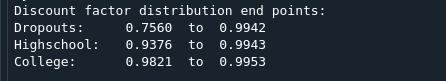 Discount factor distribution end points:
Dropouts: 0.7560 to 0.9942
Highschool: 0.9376 to 0.9943
College: 0.9821 to 0.9953